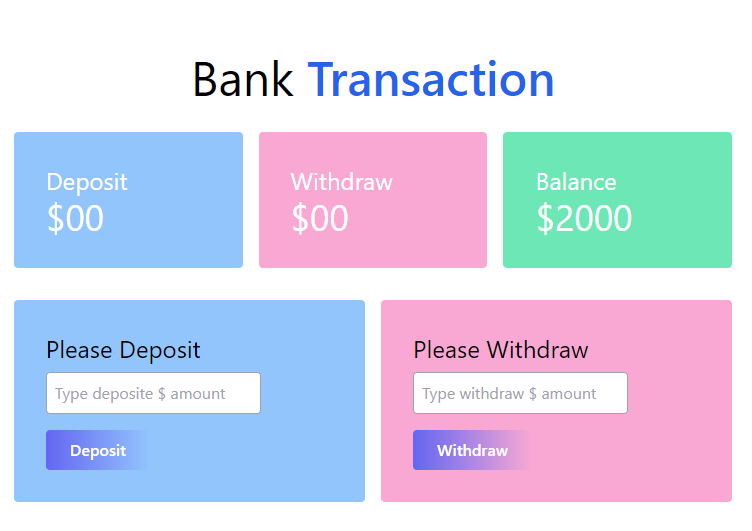 Bank Transaction
Deposit
$00
Withdraw
$00
Balance
$2000
Please Deposit
Type deposite $ amount
Deposit
Please Withdraw
Type withdraw $ amount
Withdraw